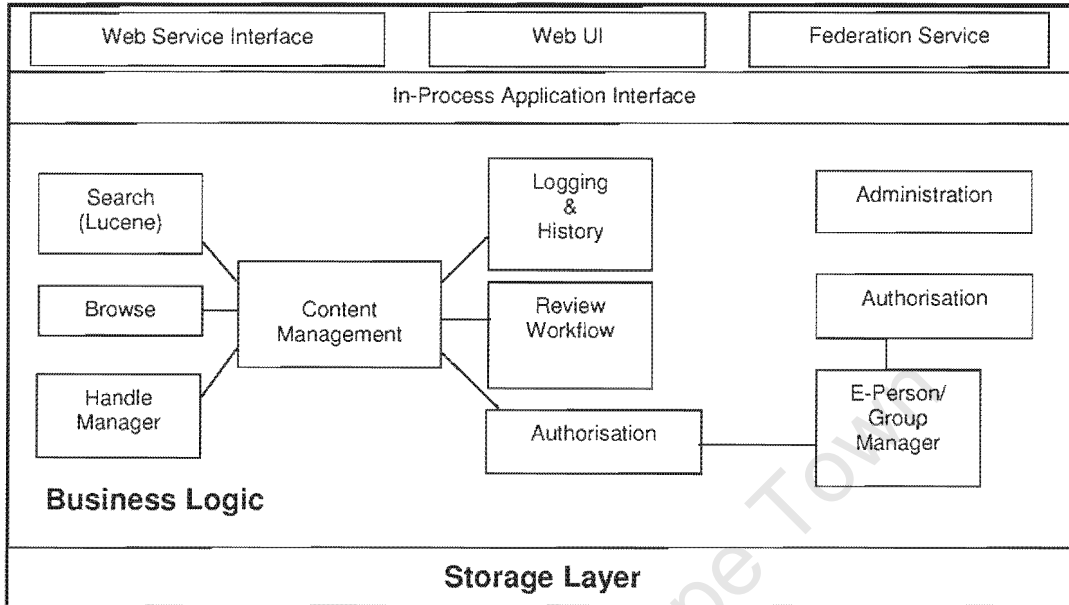 Web Service Interface
Web UI
Federation Service
In-Process Application Interface
Search
(Lucene)
Browse
Handle
Manager
Content
Management
Logging
&
History
Review
Workflow
Authorisation
Administration
Authorisation
E-Person/
Group
Manager
Business Logic
Storage Layer
Town